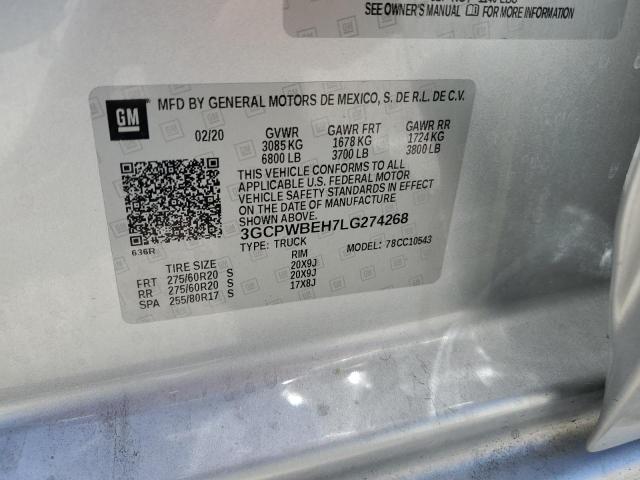 SEE OWNER'S MANUAL FOR MORE INFORMATION
GM
MFD BY GENERAL MOTORS DE MEXICO, S. DE R.L. DE C.V.
02/20 GVWR GAWR FRT GAWR RR
3085 KG 1678 KG 1724 KG
6800 LB 3700 LB 3800 LB
THIS VEHICLE CONFORMS TO ALL
APPLICABLE U.S. FEDERAL MOTOR
VEHICLE SAFETY STANDARDS IN EFFECT
ON THE DATE OF MANUFACTURE
SHOWN ABOVE.
3GCPWBEH7LG274268
TYPE: TRUCK MODEL: 78CC10543
636R
TIRE SIZE RIM
FRT 275/60R20 S 20X9J
RR 275/60R20 S 20X9J
SPA 255/80R17 S 17X8J